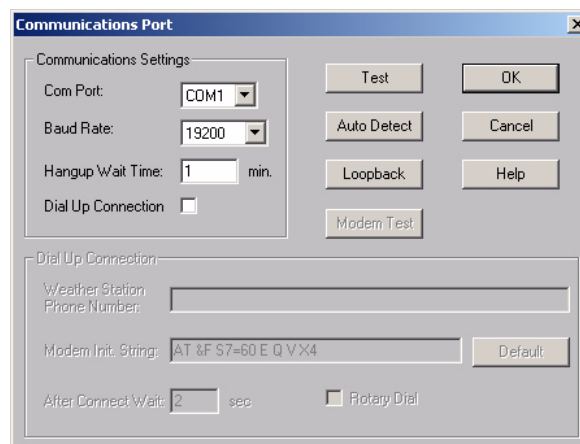 Communications Port
Communications Settings
Com Port: COM1
Baud Rate: 19200
Hangup Wait Time: 1 min.
Dial Up Connection
Test
OK
Auto Detect
Cancel
Loopback
Help
Modem Test
Dial Up Connection
Weather Station
Phone Number:
Modem Init. String: AT &F S7=60 E Q V X4
Default
After Connect Wait: 2 sec
Rotary Dial